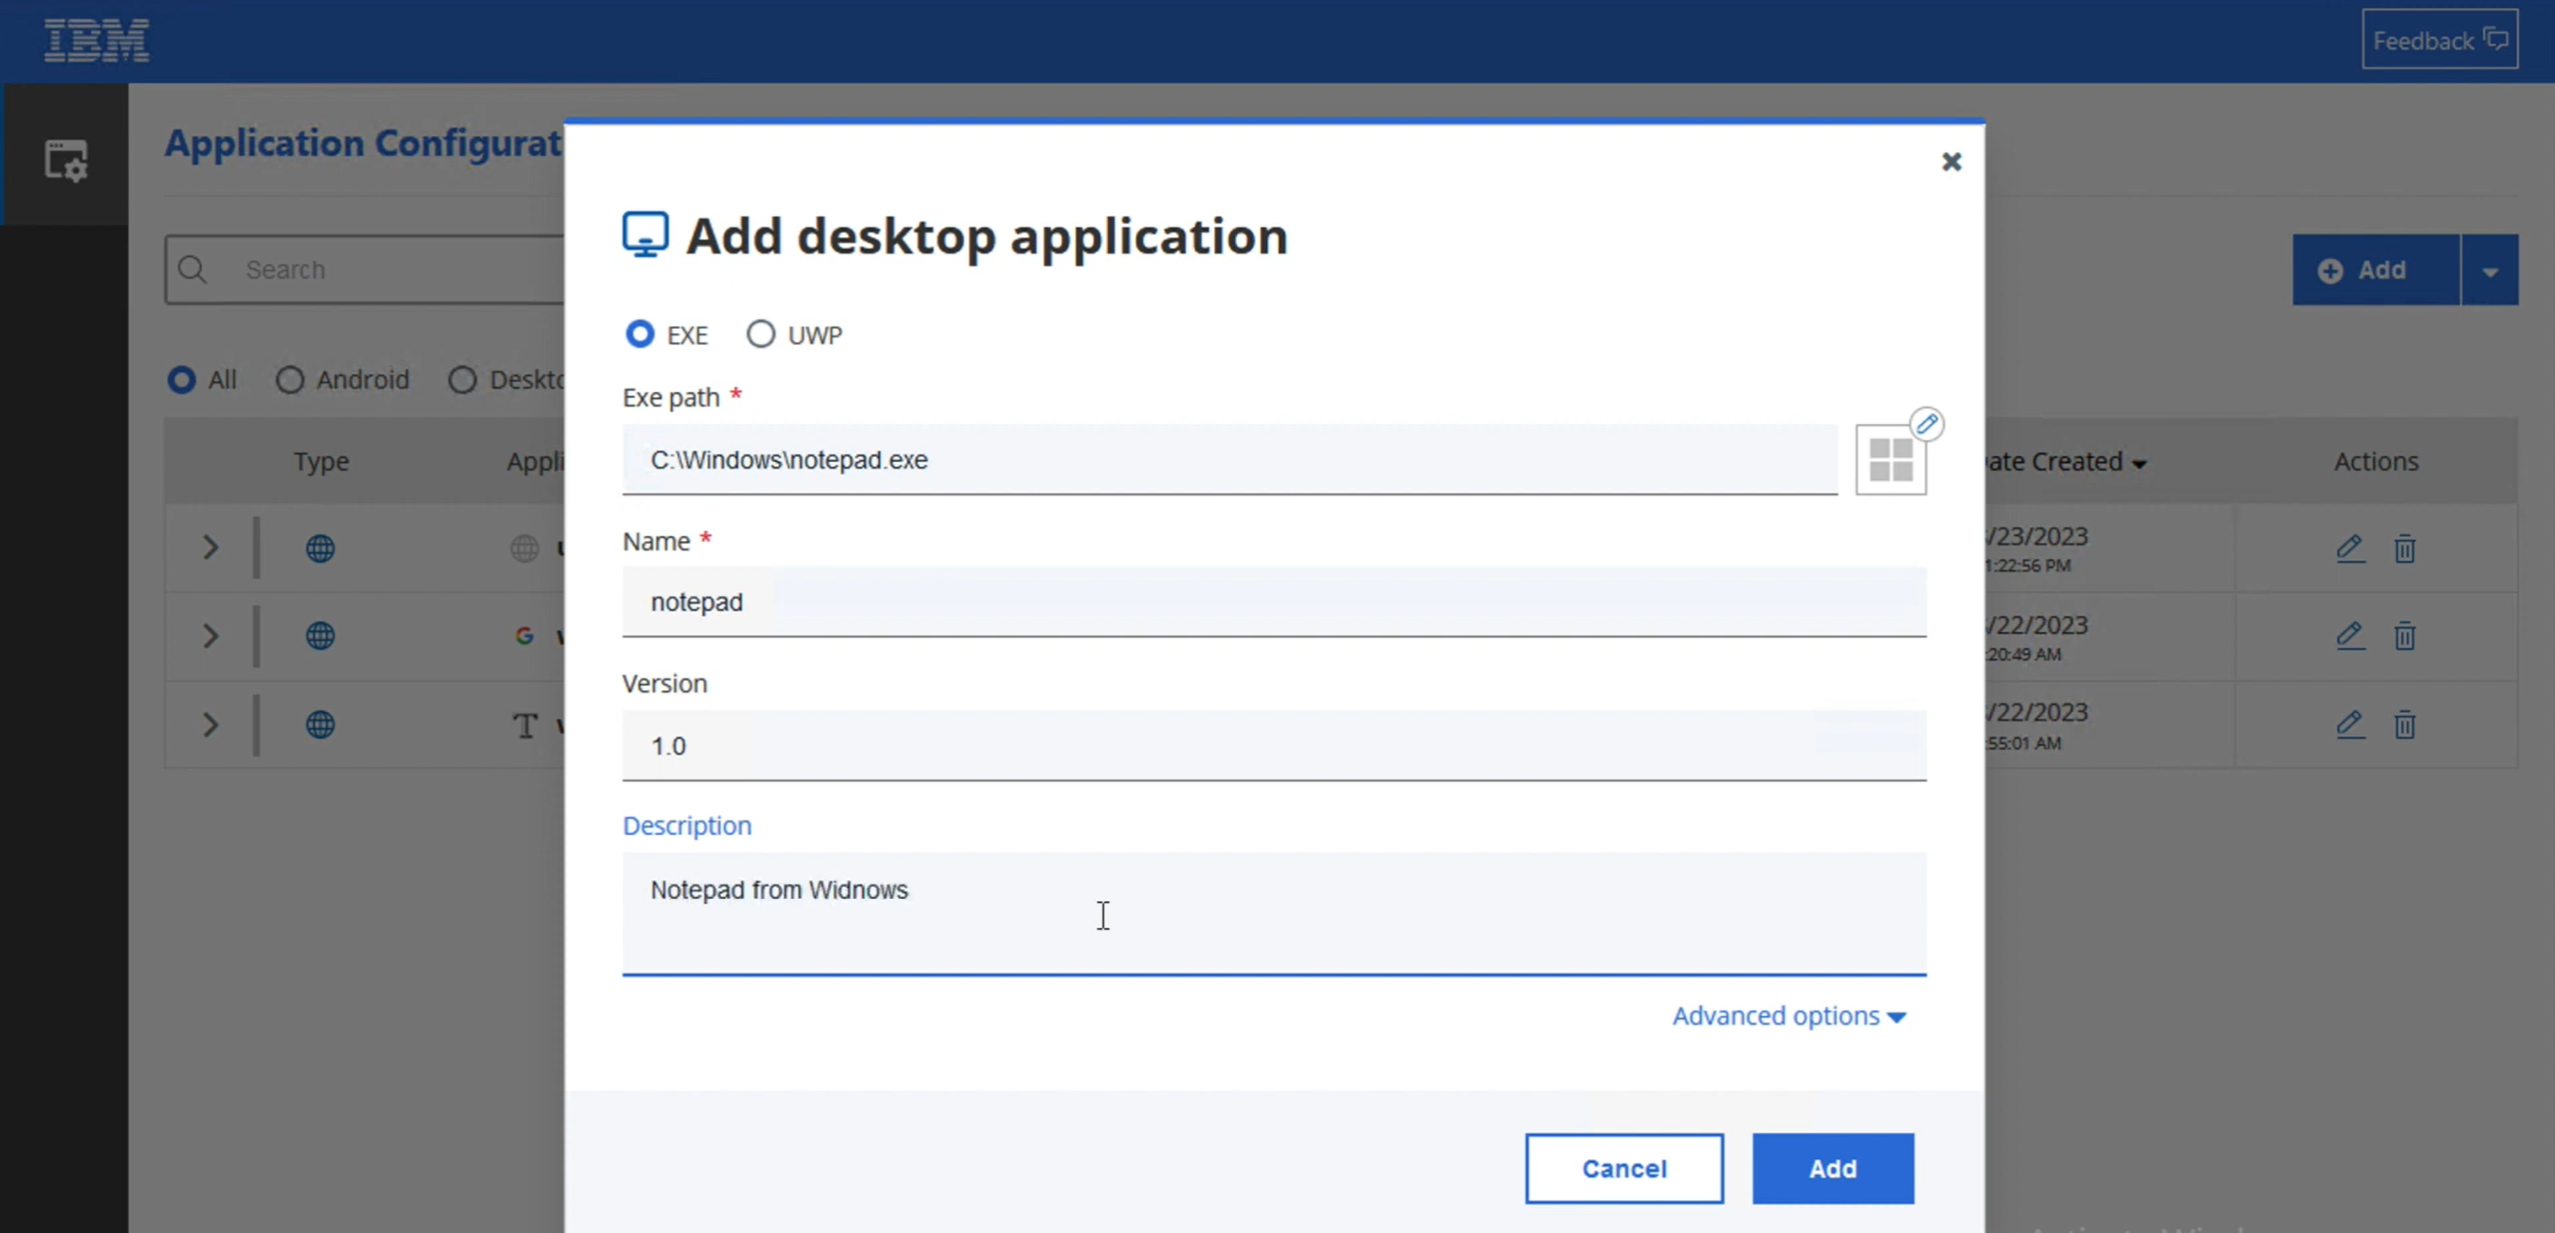 IBM
Feedback
Application Configurat
Add desktop application
Search
Add
EXE
UWP
All
Android
Deskto
Exe path *
C:\Windows\notepad.exe
Type
Appli
ate Created
Actions
Name *
notepad
/23/2023
1:22:56 PM
G
/22/2023
:20:49 AM
Version
1.0
T
/22/2023
:55:01 AM
Description
Notepad from Widnows
Advanced options
Cancel
Add